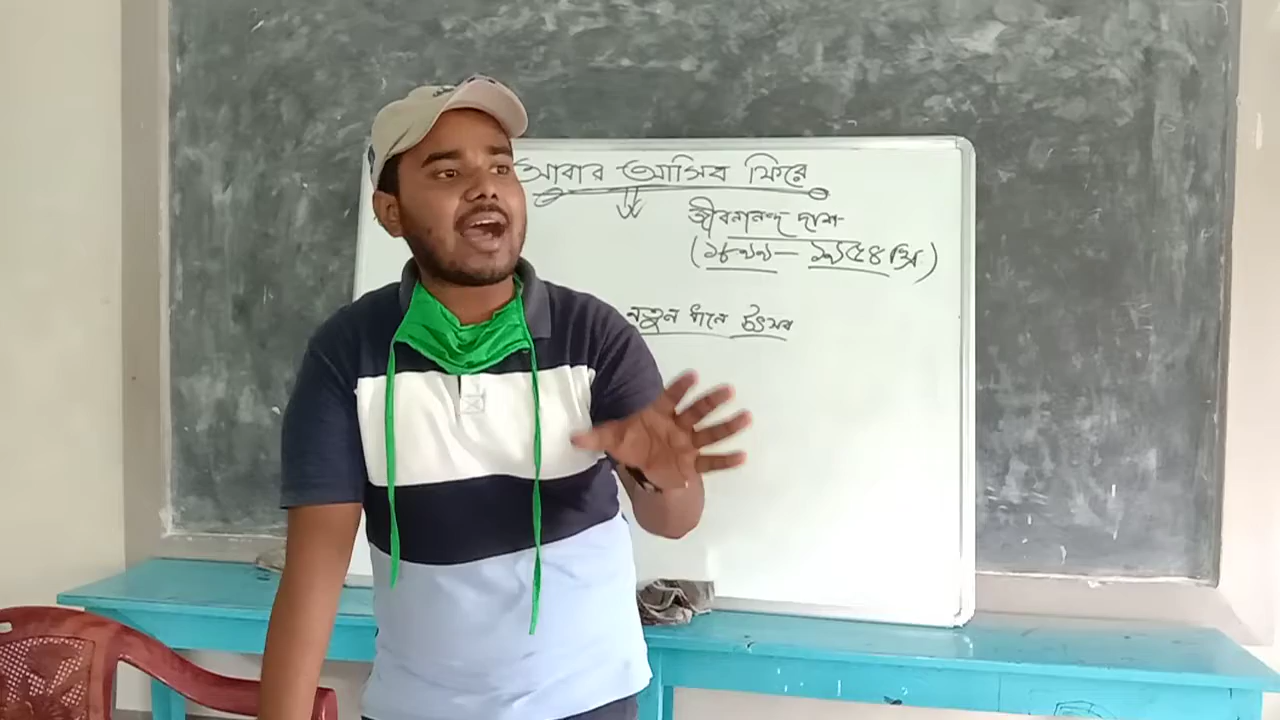 আবার আসিব ফিরে
জীবনানন্দ দাশ
(১৮৯৯ — ১৯৫৪ খ্রি)
নতুন ধানে উৎসব